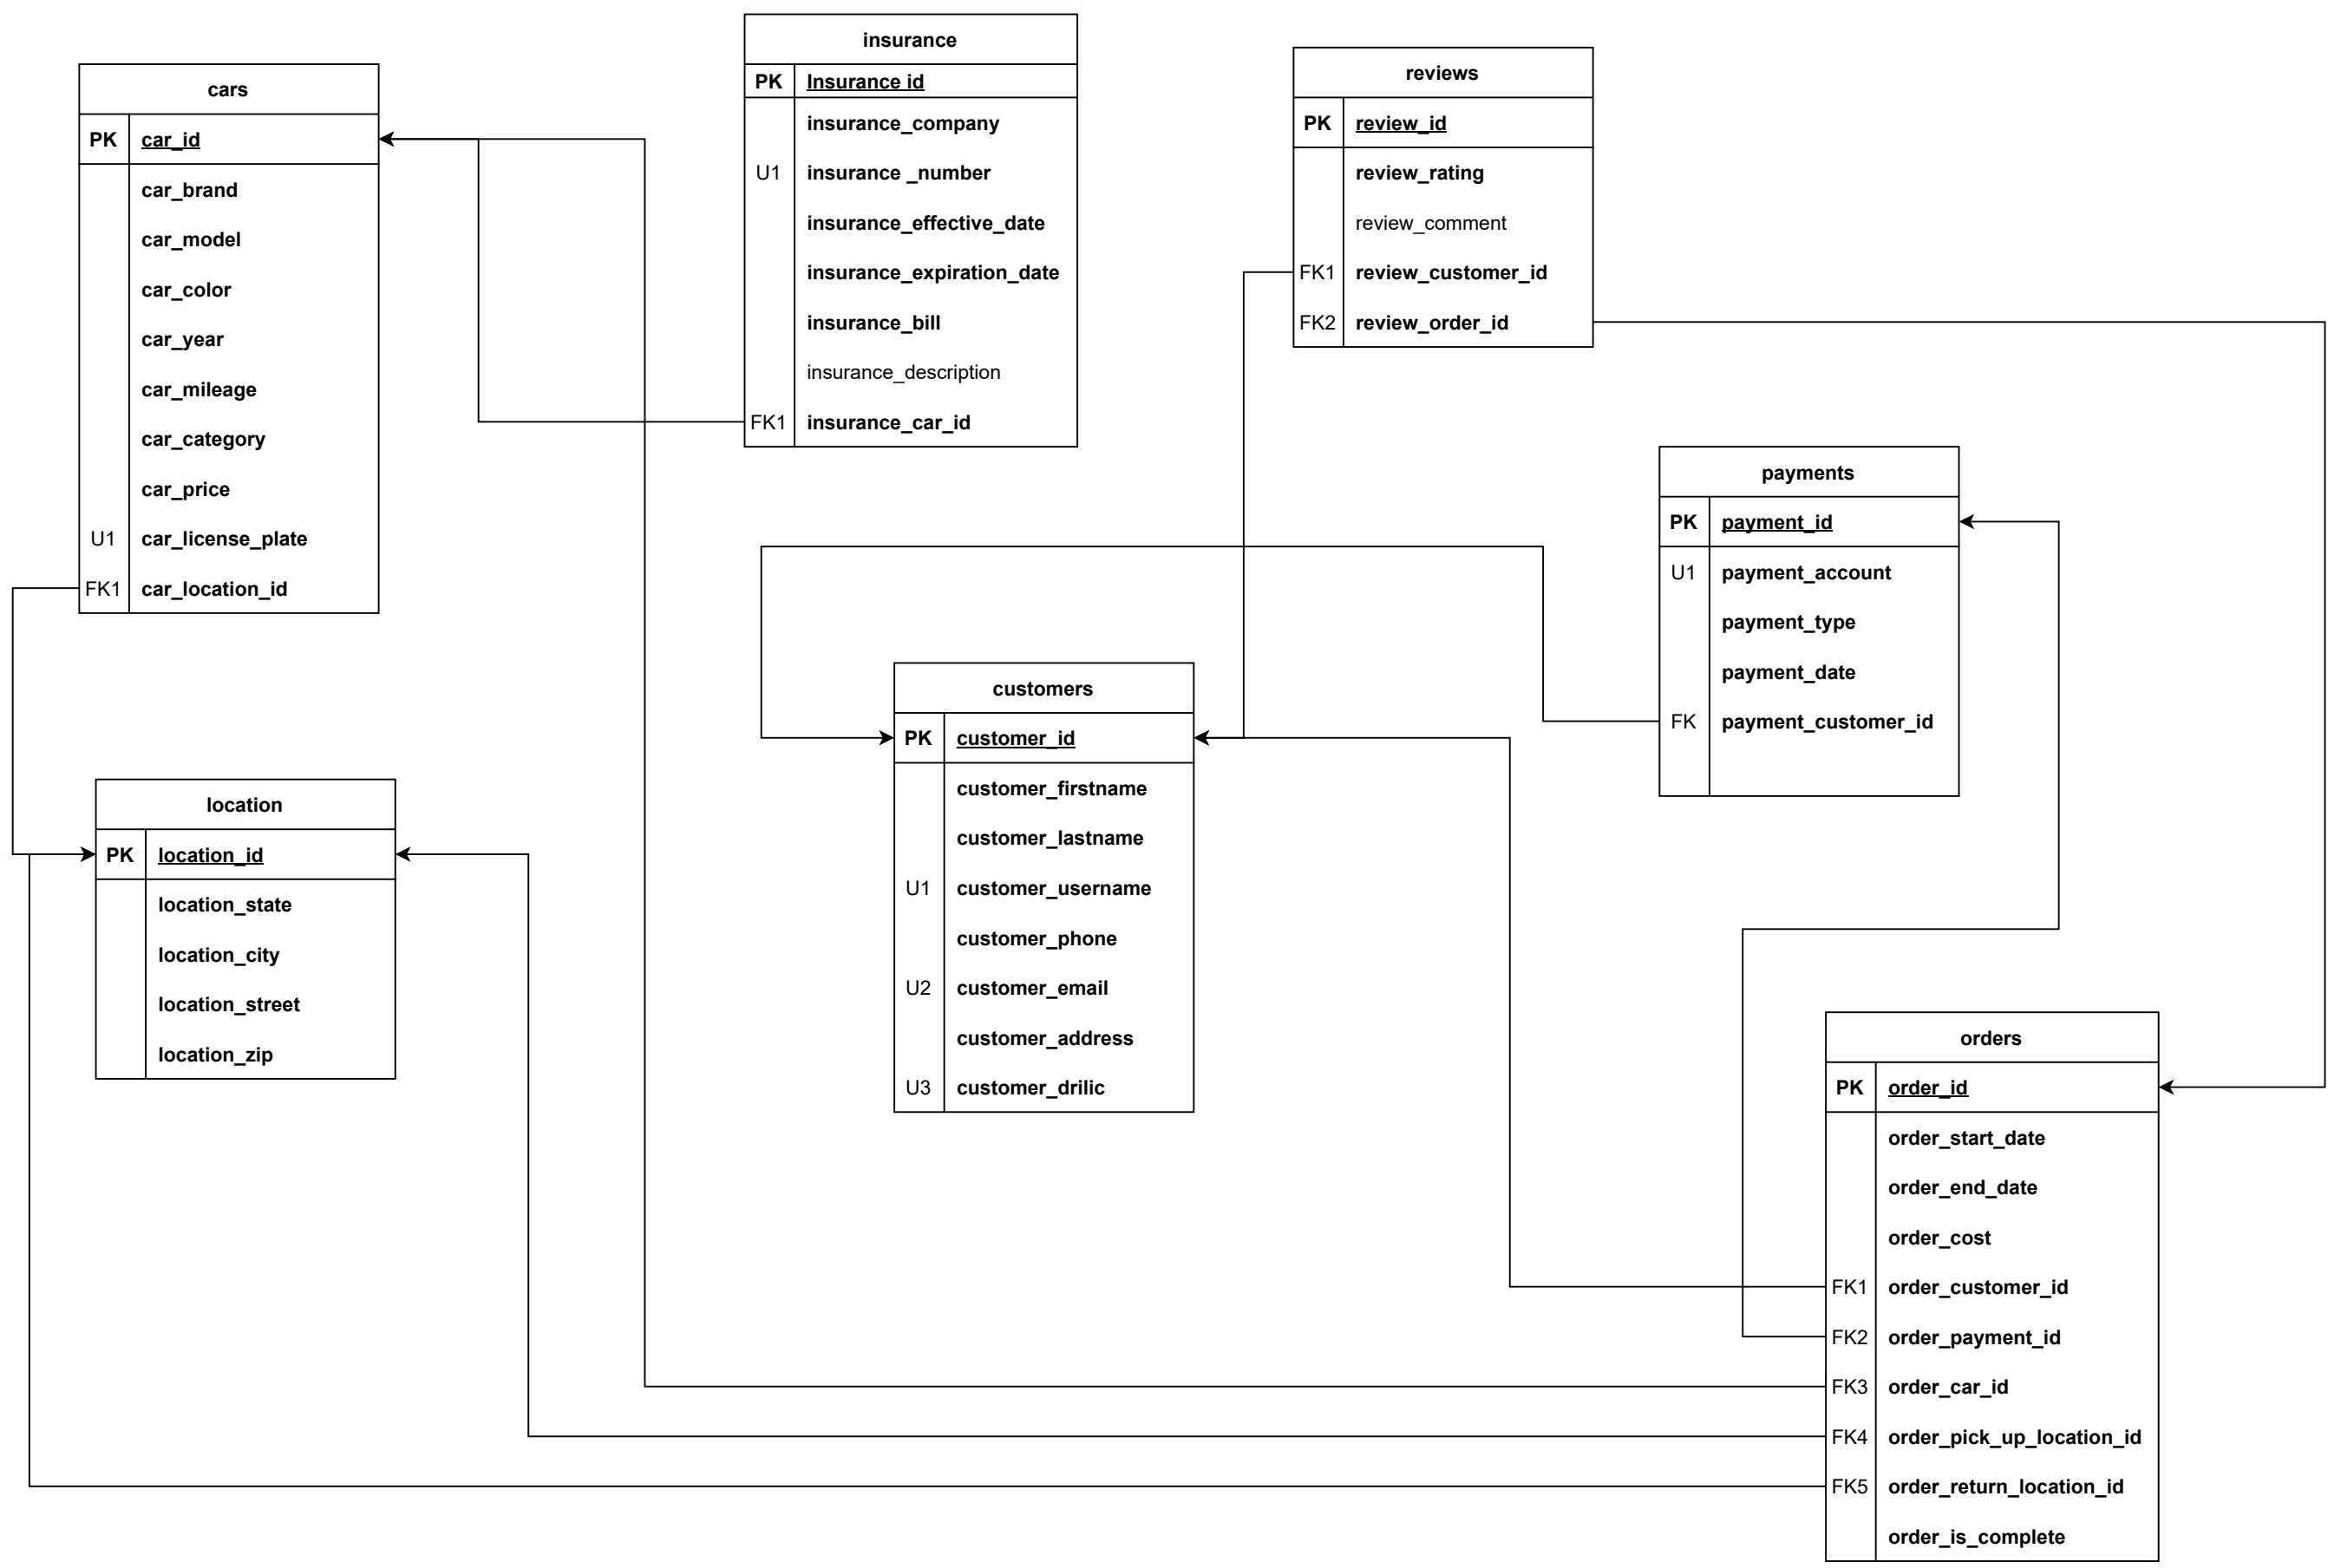 cars
PK car_id
car_brand
car_model
car_color
car_year
car_mileage
car_category
car_price
U1 car_license_plate
FK1 car_location_id
insurance
PK Insurance id
insurance_company
U1 insurance _number
insurance_effective_date
insurance_expiration_date
insurance_bill
insurance_description
FK1 insurance_car_id
reviews
PK review_id
review_rating
review_comment
FK1 review_customer_id
FK2 review_order_id
payments
PK payment_id
U1 payment_account
payment_type
payment_date
FK payment_customer_id
customers
PK customer_id
customer_firstname
customer_lastname
U1 customer_username
customer_phone
U2 customer_email
customer_address
U3 customer_drilic
location
PK location_id
location_state
location_city
location_street
location_zip
orders
PK order_id
order_start_date
order_end_date
order_cost
FK1 order_customer_id
FK2 order_payment_id
FK3 order_car_id
FK4 order_pick_up_location_id
FK5 order_return_location_id
order_is_complete